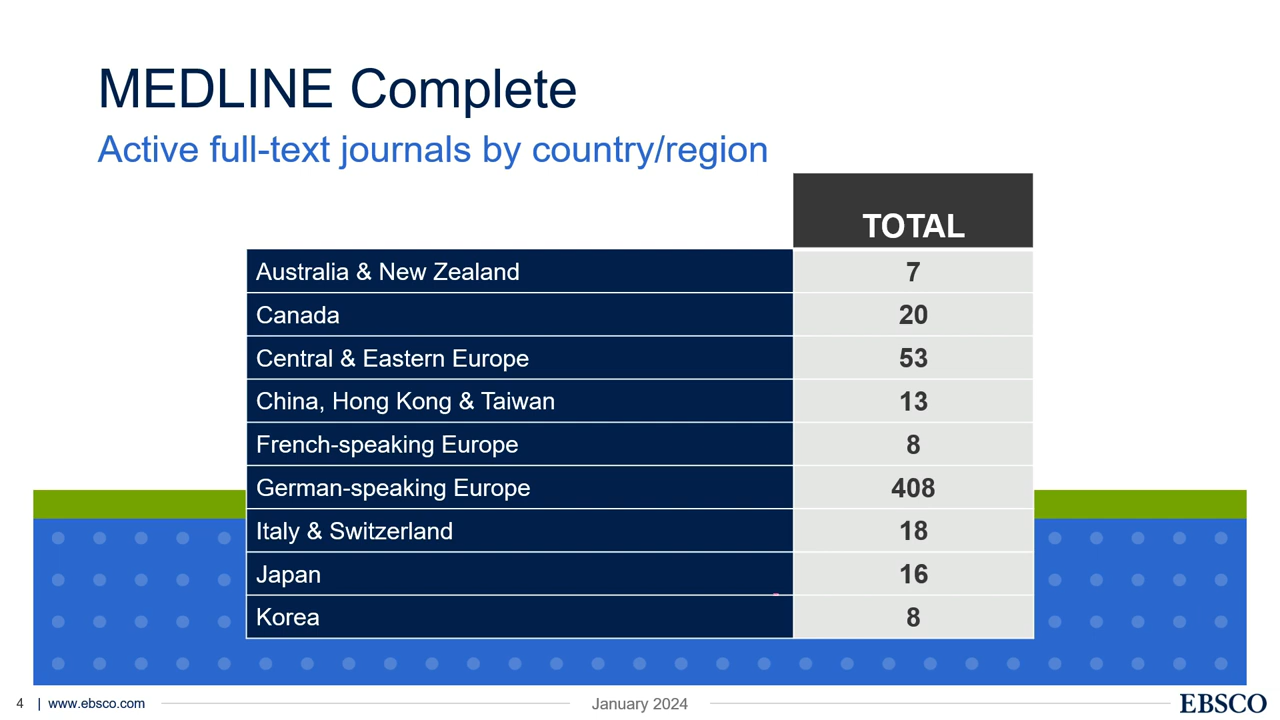 MEDLINE Complete
Active full-text journals by country/region
TOTAL
Australia & New Zealand 7
Canada 20
Central & Eastern Europe 53
China, Hong Kong & Taiwan 13
French-speaking Europe 8
German-speaking Europe 408
Italy & Switzerland 18
Japan 16
Korea 8
4 | www.ebsco.com January 2024 EBSCO